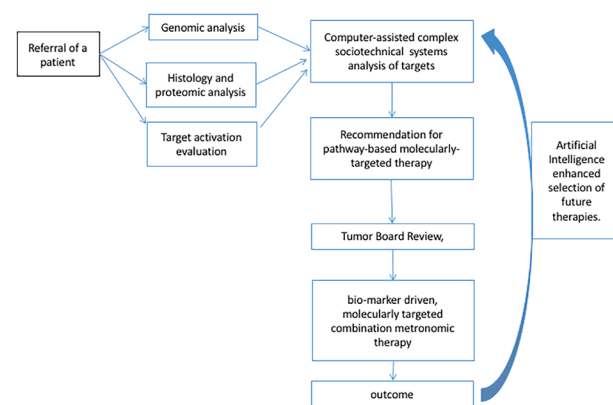 Referral of a
patient
Genomic analysis
Histology and
proteomic analysis
Target activation
evaluation
Computer-assisted complex
sociotechnical systems
analysis of targets
Recommendation for
pathway-based molecularly-
targeted therapy
Tumor Board Review,
bio-marker driven,
molecularly targeted
combination metronomic
therapy
outcome
Artificial
Intelligence
enhanced
selection of
future
therapies.